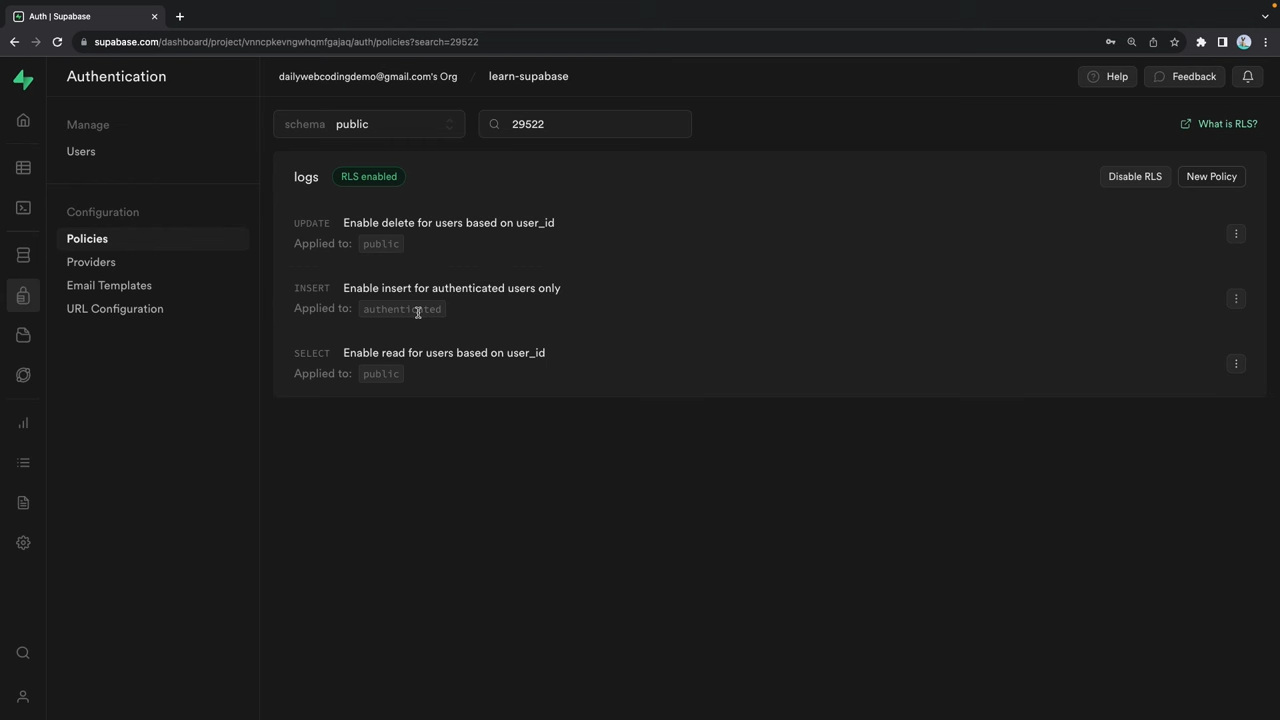 Auth | Supabase
supabase.com/dashboard/project/vnncpkevngwhqmfgajaq/auth/policies?search=29522
Authentication
dailywebcodingdemo@gmail.com's Org / learn-supabase
Help
Feedback
Manage
Users
Configuration
Policies
Providers
Email Templates
URL Configuration
schema public
29522
What is RLS?
logs RLS enabled
Disable RLS
New Policy
UPDATE Enable delete for users based on user_id
Applied to: public
INSERT Enable insert for authenticated users only
Applied to: authenticated
SELECT Enable read for users based on user_id
Applied to: public